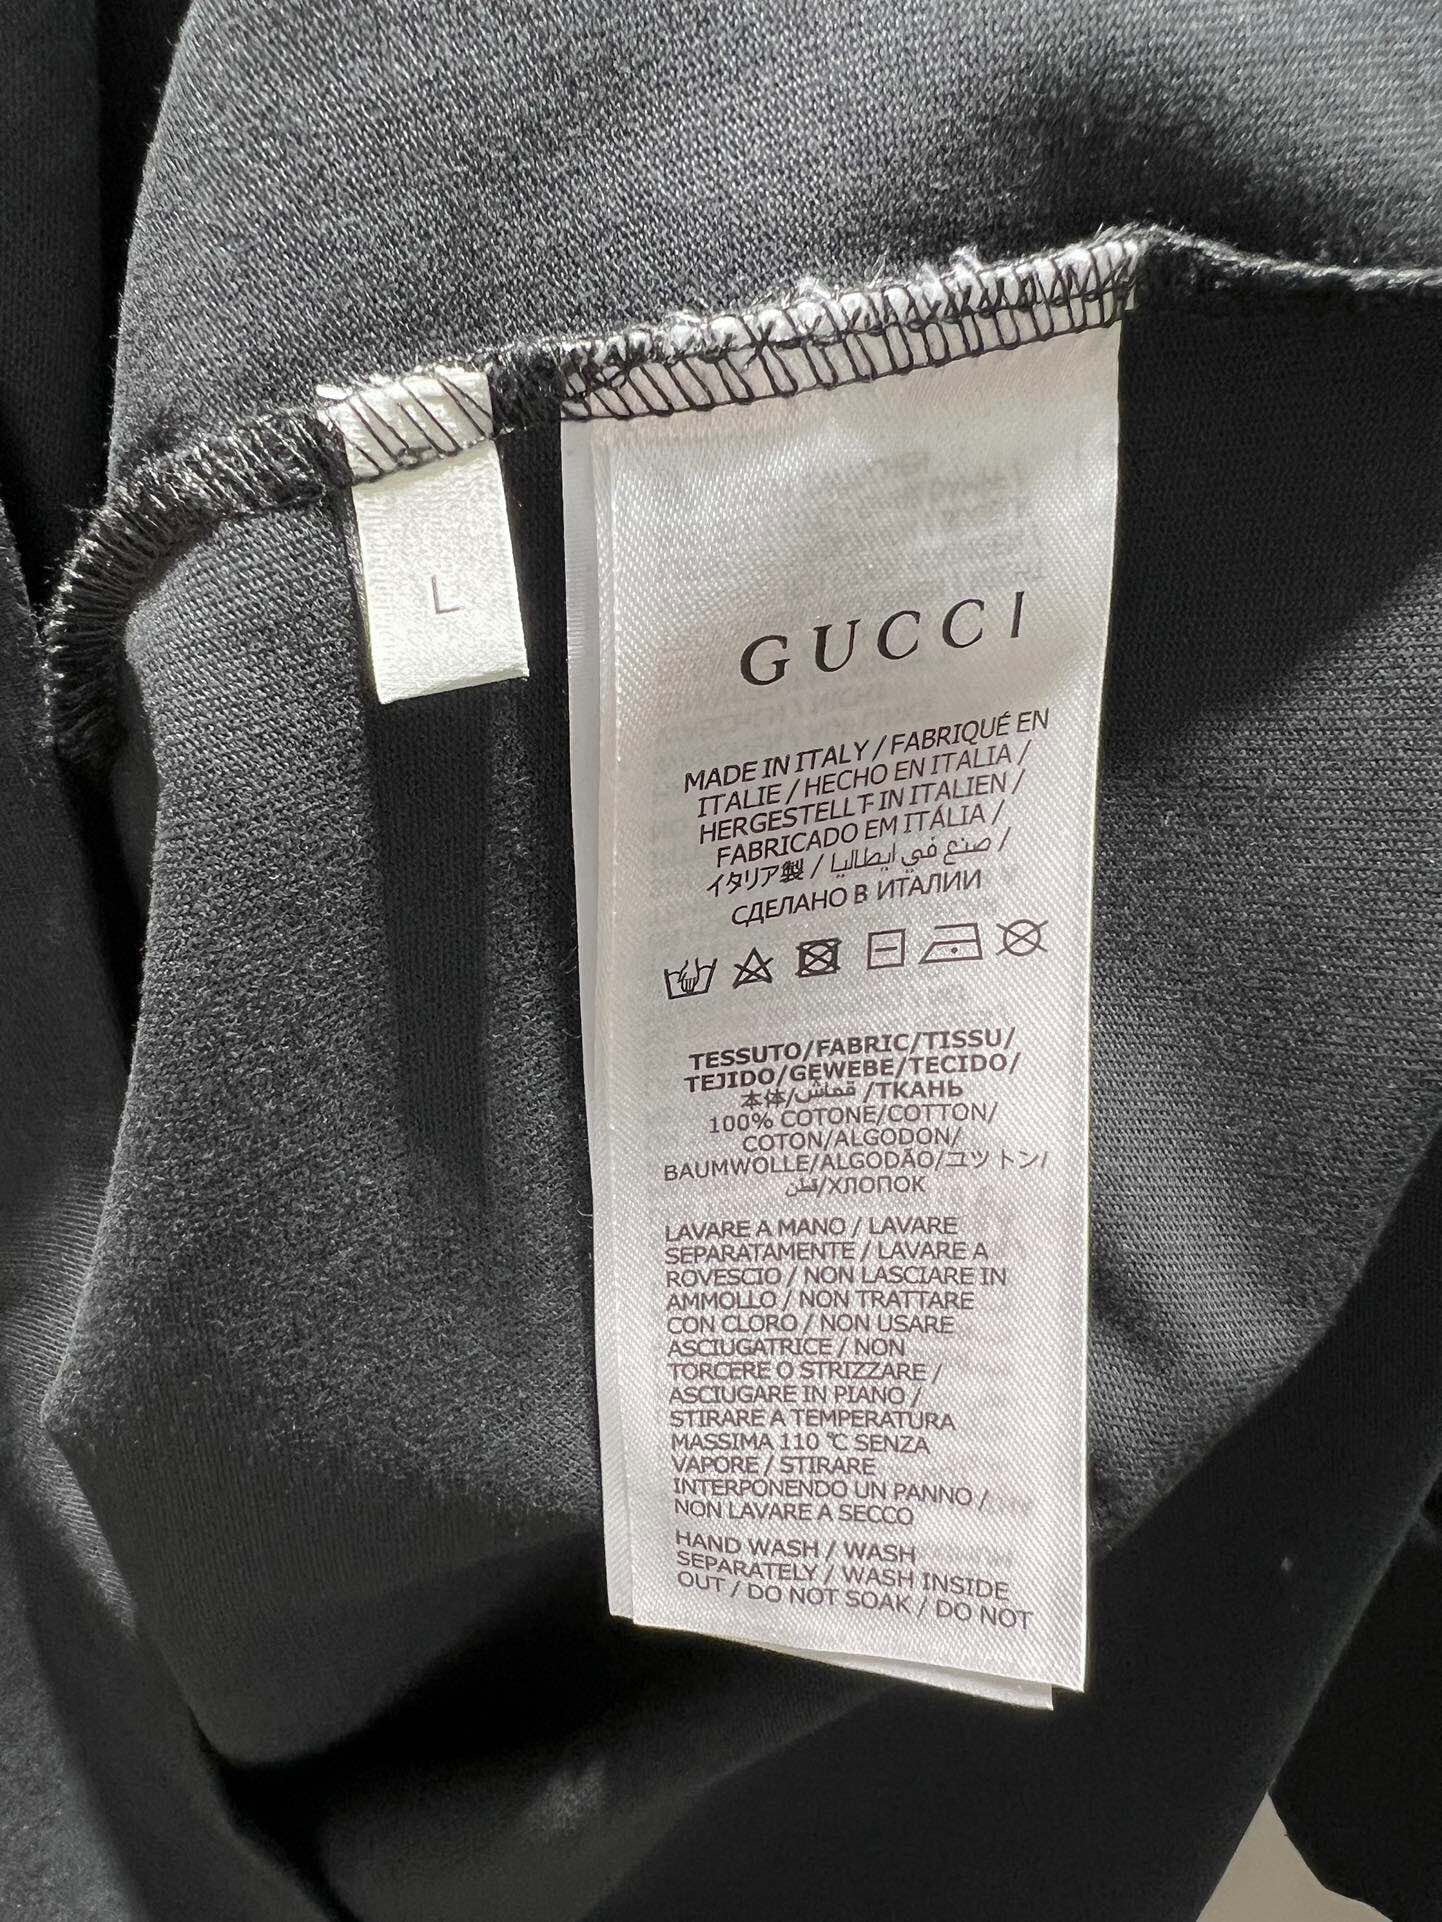 L
GUCCI
MADE IN ITALY / FABRIQUÉ EN
ITALIE / HECHO EN ITALIA /
HERGESTELLT IN ITALIEN /
FABRICADO EM ITÁLIA /
イタリア製 / صنع في ايطاليا /
СДЕЛАНО В ИТАЛИИ
TESSUTO/FABRIC/TISSU/
TEJIDO/GEWEBE/TECIDO/
本体/قماش/ТКАНЬ
100% COTONE/COTTON/
COTON/ALGODON/
BAUMWOLLE/ALGODÃO/コットン/
قطن/ХЛОПОК
LAVARE A MANO / LAVARE
SEPARATAMENTE / LAVARE A
ROVESCIO / NON LASCIARE IN
AMMOLLO / NON TRATTARE
CON CLORO / NON USARE
ASCIUGATRICE / NON
TORCERE O STRIZZARE /
ASCIUGARE IN PIANO /
STIRARE A TEMPERATURA
MASSIMA 110 °C SENZA
VAPORE / STIRARE
INTERPONENDO UN PANNO /
NON LAVARE A SECCO
HAND WASH / WASH
SEPARATELY / WASH INSIDE
OUT / DO NOT SOAK / DO NOT